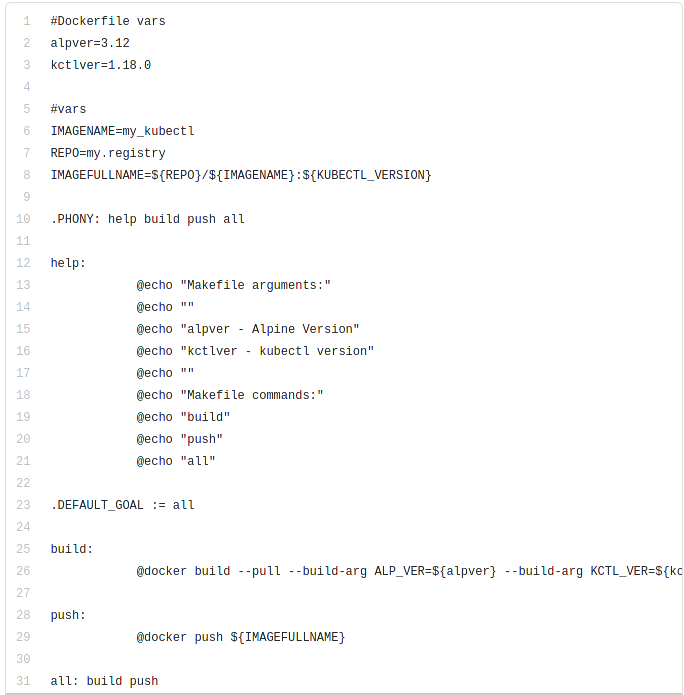 1 #Dockerfile vars
2 alpver=3.12
3 kctlver=1.18.0
4
5 #vars
6 IMAGENAME=my_kubectl
7 REPO=my.registry
8 IMAGEFULLNAME=${REPO}/${IMAGENAME}:${KUBECTL_VERSION}
9
10 .PHONY: help build push all
11
12 help:
13 @echo "Makefile arguments:"
14 @echo ""
15 @echo "alpver - Alpine Version"
16 @echo "kctlver - kubectl version"
17 @echo ""
18 @echo "Makefile commands:"
19 @echo "build"
20 @echo "push"
21 @echo "all"
22
23 .DEFAULT_GOAL := all
24
25 build:
26 @docker build --pull --build-arg ALP_VER=${alpver} --build-arg KCTL_VER=${kc
27
28 push:
29 @docker push ${IMAGEFULLNAME}
30
31 all: build push